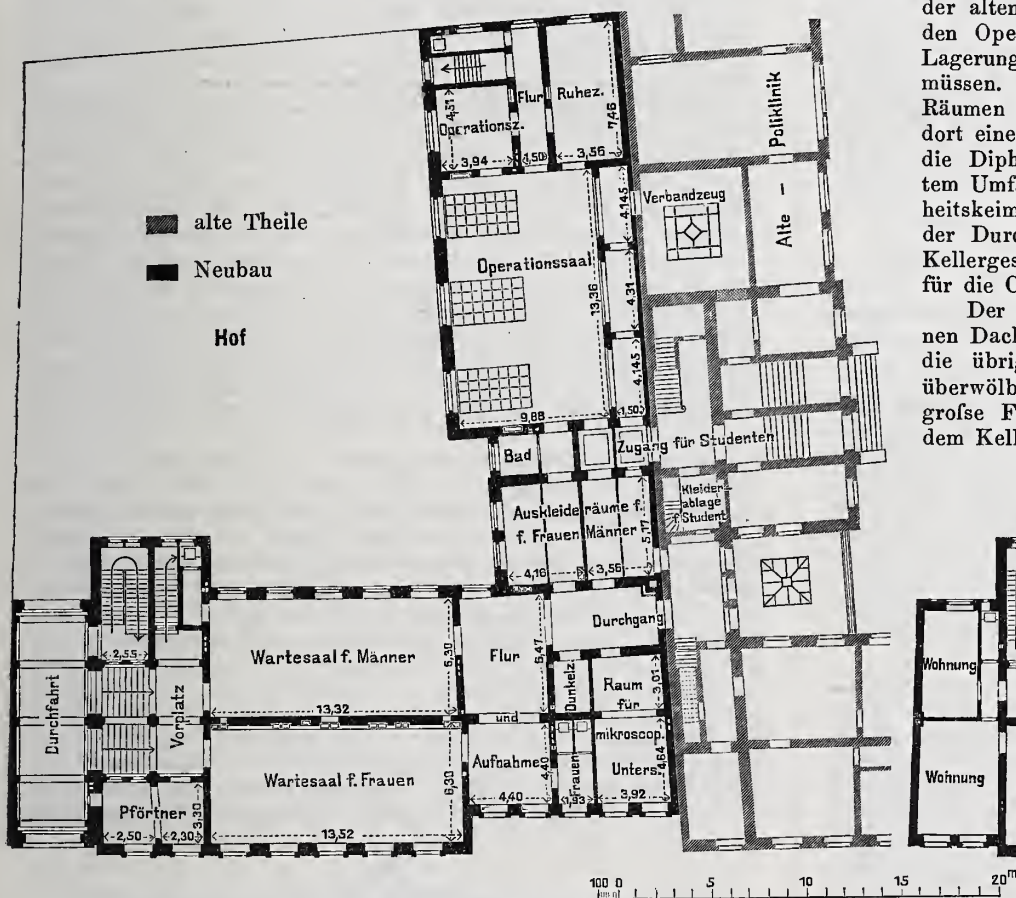 der alten
den Oper
Lagerung
müssen.
Räumen
dort eine
die Diph
tem Umf
heitskeim
der Durc
Kellerges
für die O
Der
nen Dach
die übrig
überwölb
grofse F
dem Kell
alte Theile
Neubau
Hof
Operationsz.
4,51
3,94
Flur
1,50
Ruhez.
7,46
3,56
Poliklinik
Alte –
Verbandzeug
Operationssaal
13,36
9,88
4,145
4,31
4,145
1,50
Bad
Zugang für Studenten
Kleider-
ablage
f. Student.
Auskleideräume f.
f. Frauen Männer
5,17
4,16
3,56
Durchgang
Durchfahrt
2,55
Vorplatz
Wartesaal f. Männer
13,32
6,30
Flur
6,47
und
Aufnahme
4,40
4,40
Dunkelz.
Raum
für
mikroscop.
Unters.
3,01
4,64
3,92
Frauen
1,93
Wartesaal f. Frauen
13,52
6,30
Pförtner
3,30
2,50
2,30
Wohnung
Wohnung
100 0 5 10 15 20 m